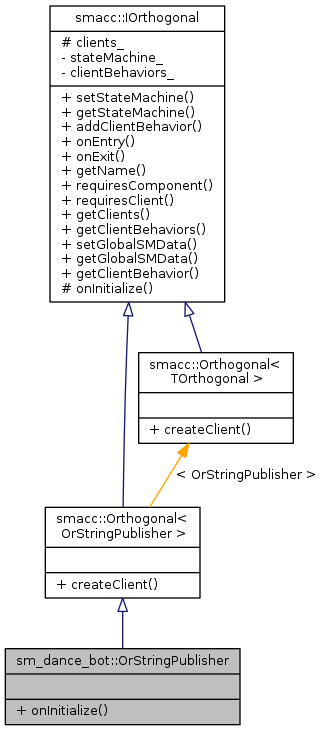 smacc::IOrthogonal
# clients_
- stateMachine_
- clientBehaviors_
+ setStateMachine()
+ getStateMachine()
+ addClientBehavior()
+ onEntry()
+ onExit()
+ getName()
+ requiresComponent()
+ requiresClient()
+ getClients()
+ getClientBehaviors()
+ setGlobalSMData()
+ getGlobalSMData()
+ getClientBehavior()
# onInitialize()
smacc::Orthogonal<
TOrthogonal >
+ createClient()
< OrStringPublisher >
smacc::Orthogonal<
OrStringPublisher >
+ createClient()
sm_dance_bot::OrStringPublisher
+ onInitialize()